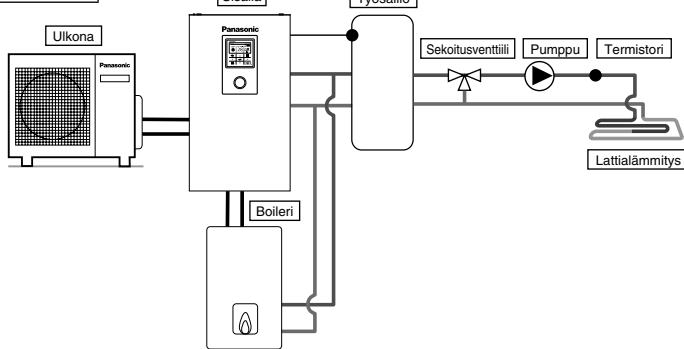 Ulkona
Panasonic
Panasonic
Sekoitusventtiili
Pumppu
Termistori
Lattialämmitys
Boileri